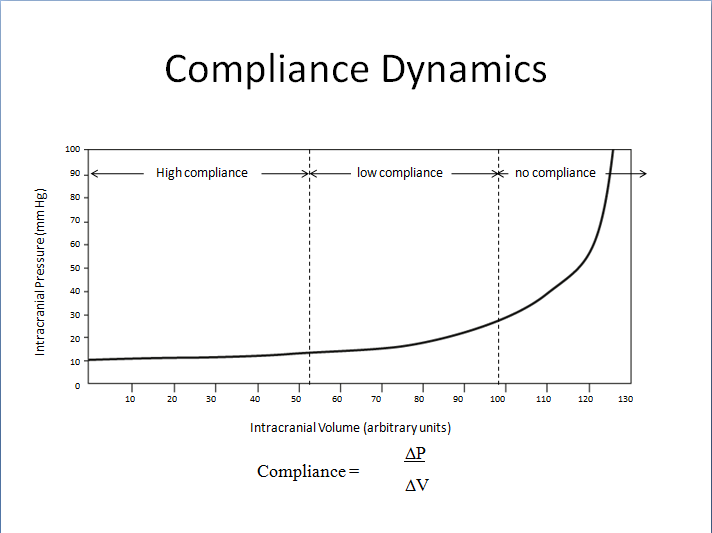 Compliance Dynamics
100
90
80
70
60
50
40
30
20
10
0
Intracranial Pressure (mm Hg)
High compliance
low compliance
no compliance
10 20 30 40 50 60 70 80 90 100 110 120 130
Intracranial Volume (arbitrary units)
Compliance =
ΔP
ΔV